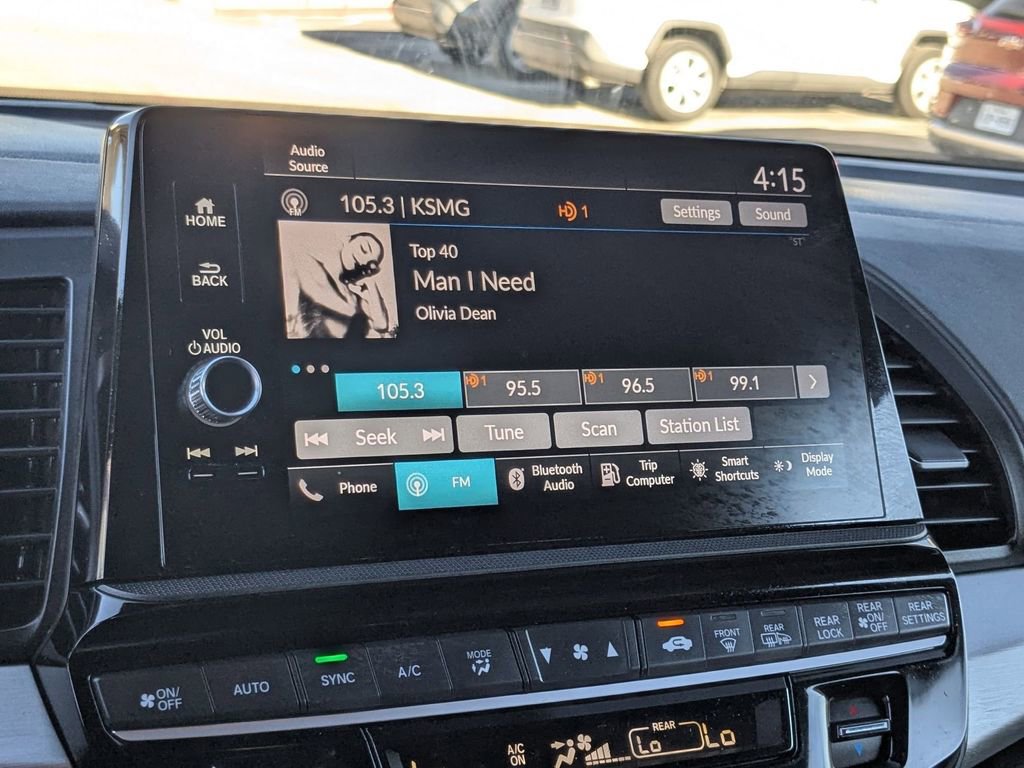 Audio
Source
4:15
HOME
FM
105.3 | KSMG
HD 1
Settings
Sound
ST
BACK
Top 40
Man I Need
Olivia Dean
VOL
AUDIO
105.3
HD 1
95.5
HD 1
96.5
HD 1
99.1
Seek
Tune
Scan
Station List
Phone
FM
Bluetooth
Audio
Trip
Computer
Smart
Shortcuts
Display
Mode
ON/
OFF
AUTO
SYNC
A/C
MODE
FRONT
REAR
REAR
LOCK
REAR
ON/
OFF
REAR
SETTINGS
A/C
ON
REAR
Lo
Lo